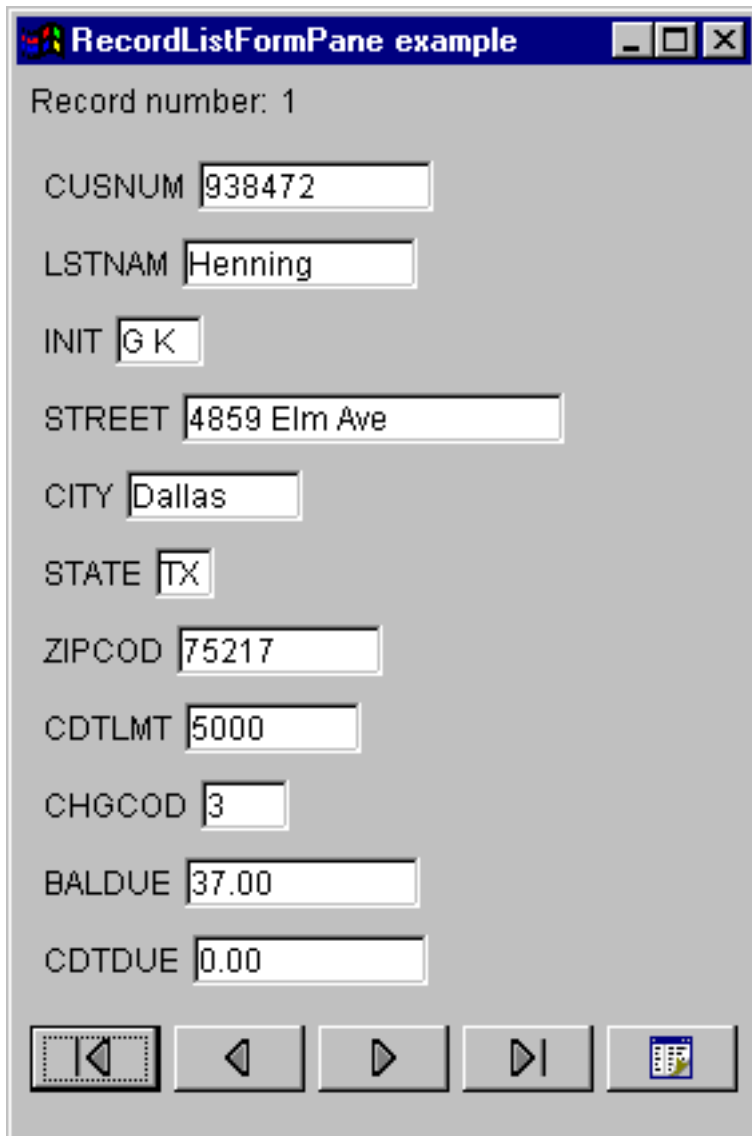 RecordListFormPane example
Record number: 1
CUSNUM 938472
LSTNAM Henning
INIT G K
STREET 4859 Elm Ave
CITY Dallas
STATE TX
ZIPCOD 75217
CDTLMT 5000
CHGCOD 3
BALDUE 37.00
CDTDUE 0.00